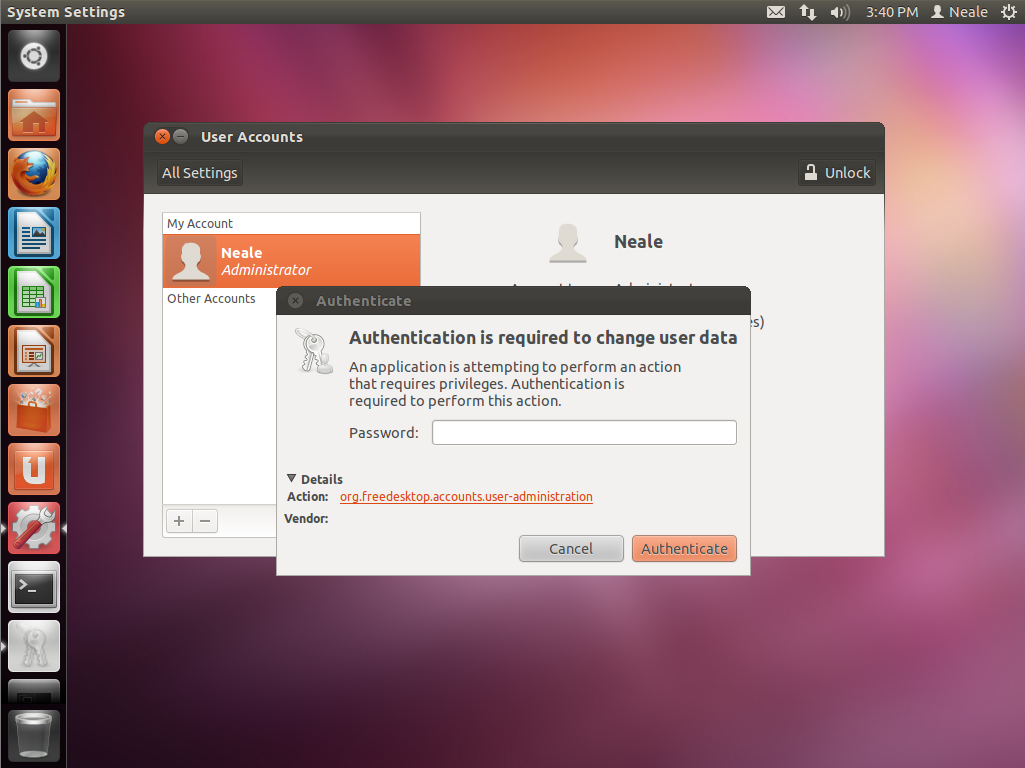 System Settings
3:40 PM
Neale
User Accounts
All Settings
Unlock
My Account
Neale
Administrator
Other Accounts
Neale
Authenticate
es)
Authentication is required to change user data
An application is attempting to perform an action
that requires privileges. Authentication is
required to perform this action.
Password:
Details
Action: org.freedesktop.accounts.user-administration
Vendor:
Cancel
Authenticate